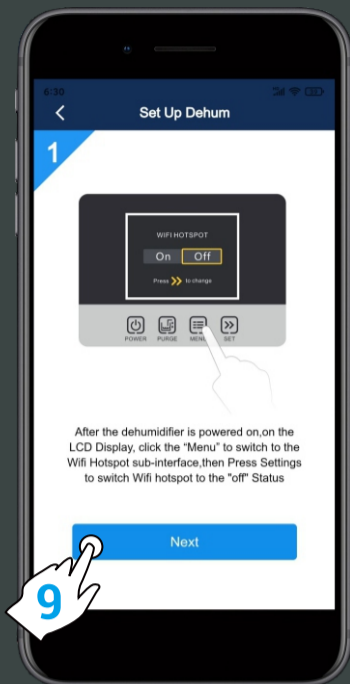 6:30
Set Up Dehum
1
WIFI HOTSPOT
On Off
Press >> to change
POWER PURGE MENU SET
After the dehumidifier is powered on,on the
LCD Display, click the “Menu” to switch to the
Wifi Hotspot sub-interface,then Press Settings
to switch Wifi hotspot to the "off" Status
Next
9